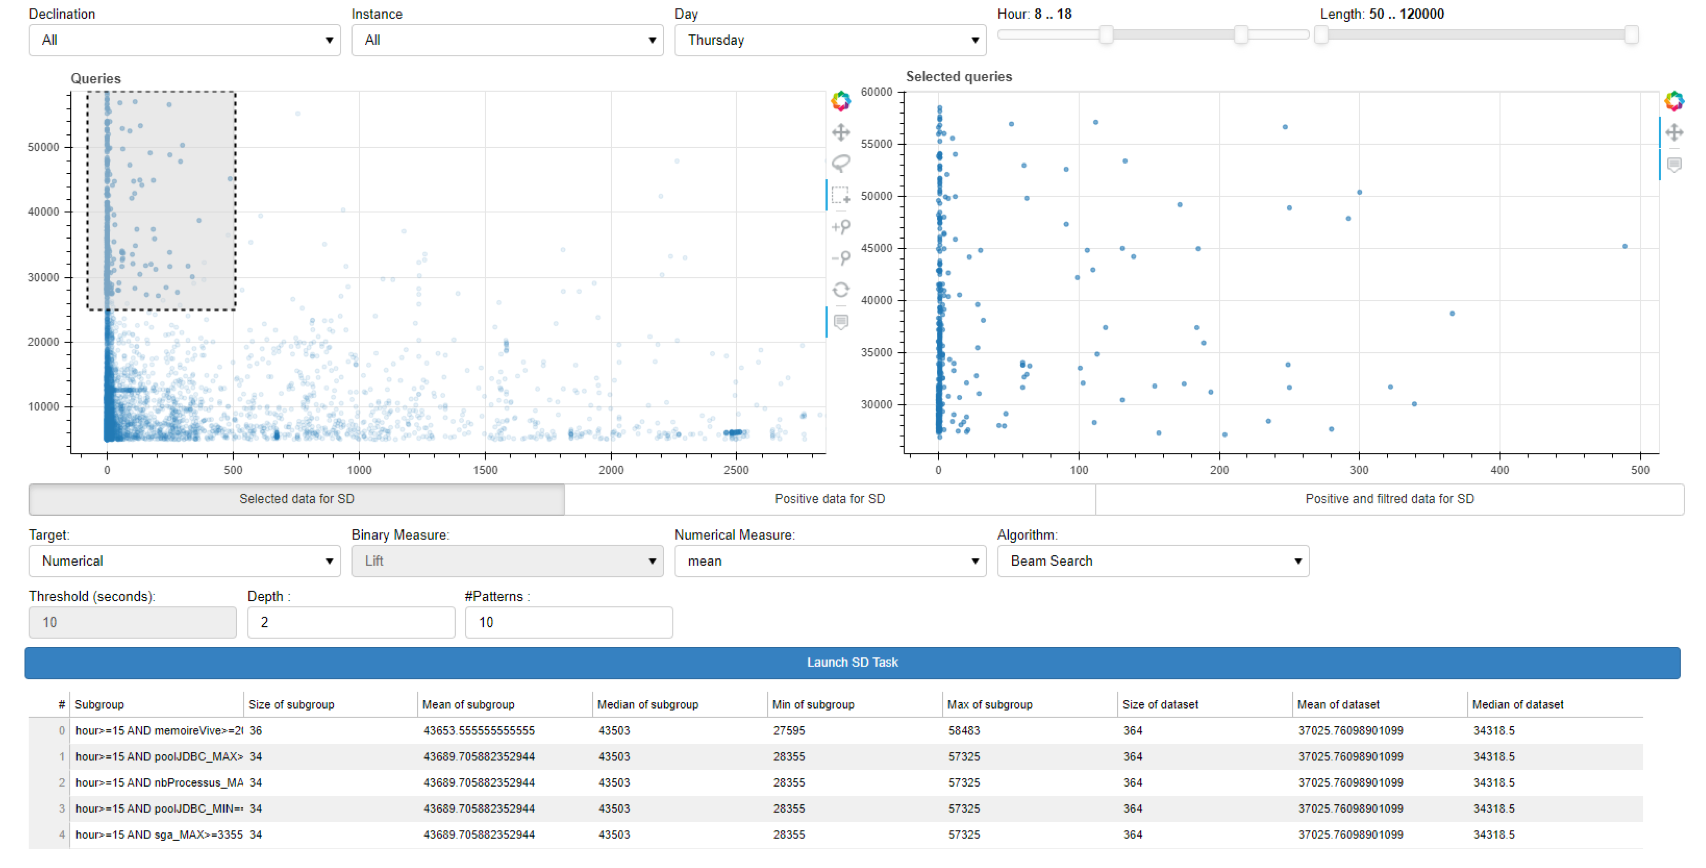 Declination Instance Day Hour: 8 .. 18 Length: 50 .. 120000
All All Thursday
Queries Selected queries
60000
55000
50000 50000
45000
40000 40000
35000
30000 30000
20000
10000
0 500 1000 1500 2000 2500 0 100 200 300 400 500
Selected data for SD Positive data for SD Positive and filtred data for SD
Target: Binary Measure: Numerical Measure: Algorithm:
Numerical Lift mean Beam Search
Threshold (seconds): Depth : #Patterns :
10 2 10
Launch SD Task
# Subgroup Size of subgroup Mean of subgroup Median of subgroup Min of subgroup Max of subgroup Size of dataset Mean of dataset Median of dataset
0 hour>=15 AND memoireVive>=2 36 43653.555555555555 43503 27595 58483 364 37025.76098901099 34318.5
1 hour>=15 AND poolJDBC_MAX> 34 43689.705882352944 43503 28355 57325 364 37025.76098901099 34318.5
2 hour>=15 AND nbProcessus_MA 34 43689.705882352944 43503 28355 57325 364 37025.76098901099 34318.5
3 hour>=15 AND poolJDBC_MIN= 34 43689.705882352944 43503 28355 57325 364 37025.76098901099 34318.5
4 hour>=15 AND sga_MAX>=3355 34 43689.705882352944 43503 28355 57325 364 37025.76098901099 34318.5